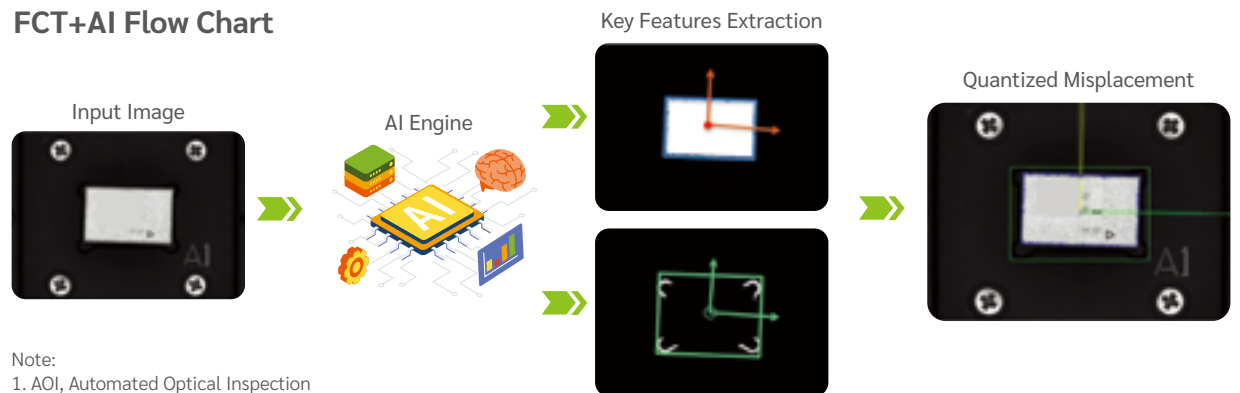 FCT+AI Flow Chart
Input Image
A1
AI Engine
AI
Key Features Extraction
Quantized Misplacement
A1
Note:
1. AOI, Automated Optical Inspection